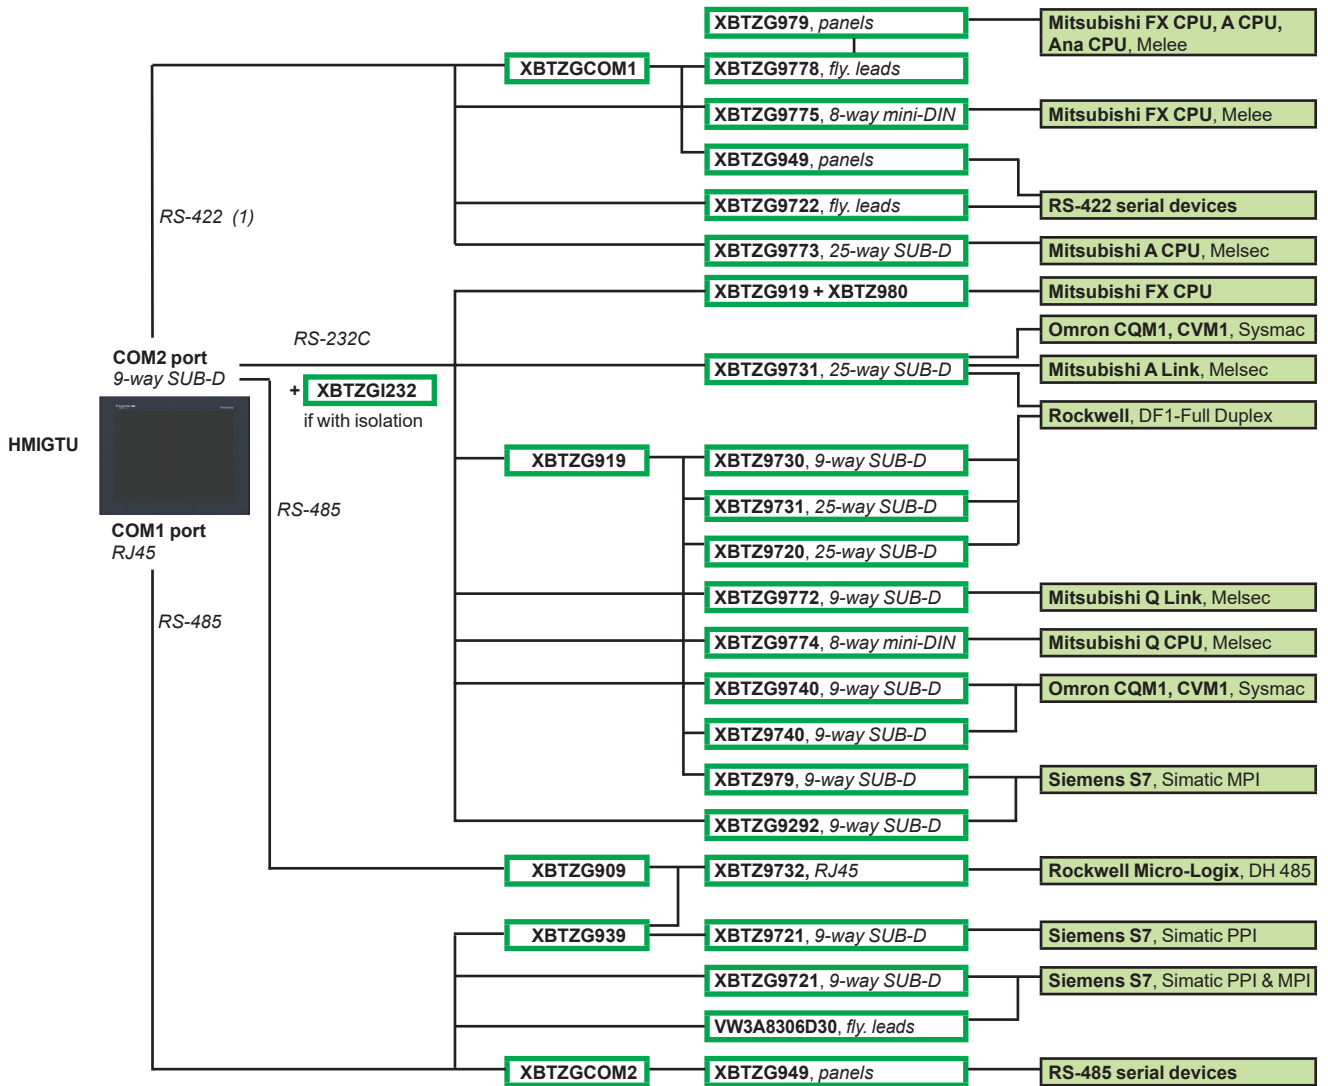 XBTZG979, panels
Mitsubishi FX CPU, A CPU,
Ana CPU, Melee
XBTZGCOM1
XBTZG9778, fly. leads
XBTZG9775, 8-way mini-DIN
Mitsubishi FX CPU, Melee
XBTZG949, panels
RS-422 (1)
XBTZG9722, fly. leads
RS-422 serial devices
XBTZG9773, 25-way SUB-D
Mitsubishi A CPU, Melsec
XBTZG919 + XBTZ980
Mitsubishi FX CPU
RS-232C
Omron CQM1, CVM1, Sysmac
COM2 port
9-way SUB-D
XBTZG9731, 25-way SUB-D
Mitsubishi A Link, Melsec
+ XBTZGI232
if with isolation
Rockwell, DF1-Full Duplex
HMIGTU
XBTZG919
XBTZ9730, 9-way SUB-D
RS-485
XBTZ9731, 25-way SUB-D
COM1 port
RJ45
XBTZ9720, 25-way SUB-D
XBTZG9772, 9-way SUB-D
Mitsubishi Q Link, Melsec
RS-485
XBTZG9774, 8-way mini-DIN
Mitsubishi Q CPU, Melsec
XBTZG9740, 9-way SUB-D
Omron CQM1, CVM1, Sysmac
XBTZ9740, 9-way SUB-D
XBTZ979, 9-way SUB-D
Siemens S7, Simatic MPI
XBTZG9292, 9-way SUB-D
XBTZG909
XBTZ9732, RJ45
Rockwell Micro-Logix, DH 485
XBTZG939
XBTZ9721, 9-way SUB-D
Siemens S7, Simatic PPI
XBTZG9721, 9-way SUB-D
Siemens S7, Simatic PPI & MPI
VW3A8306D30, fly. leads
XBTZGCOM2
XBTZG949, panels
RS-485 serial devices